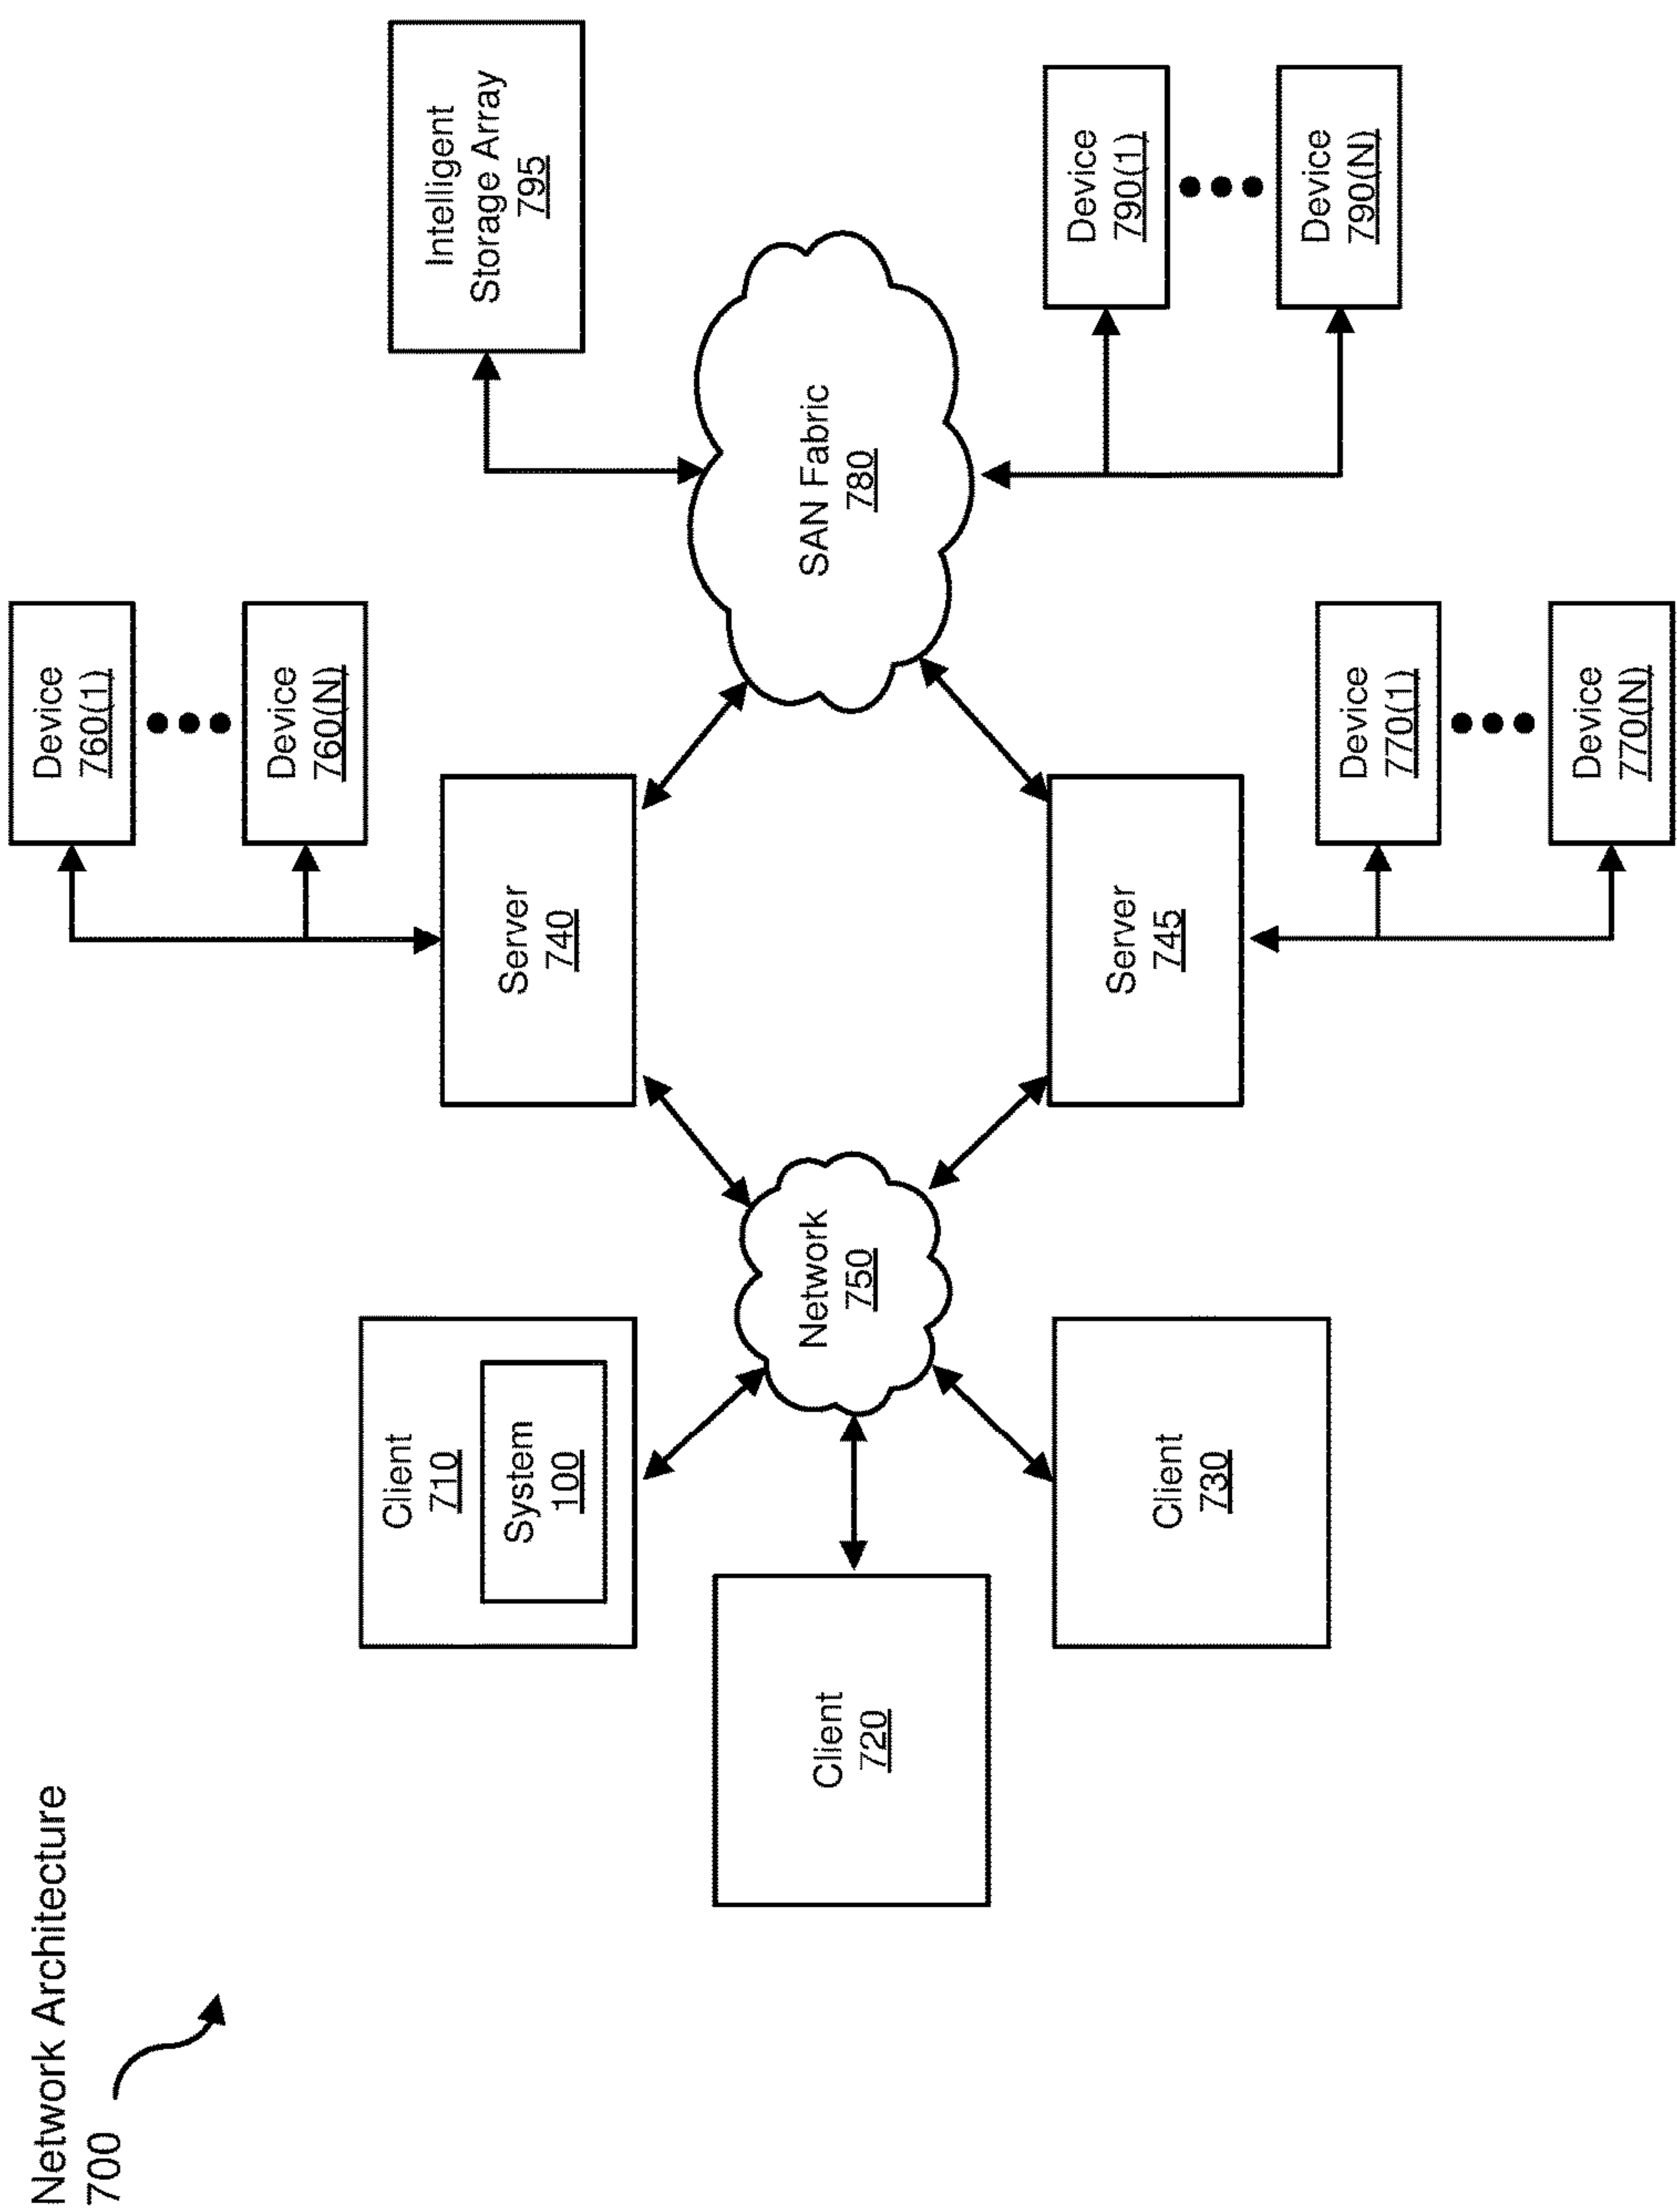 Network Architecture
700
Client
710
System
100
Client
720
Client
730
Network
750
Server
740
Server
745
Device
760(1)
Device
760(N)
Device
770(1)
Device
770(N)
SAN Fabric
780
Intelligent
Storage Array
795
Device
790(1)
Device
790(N)